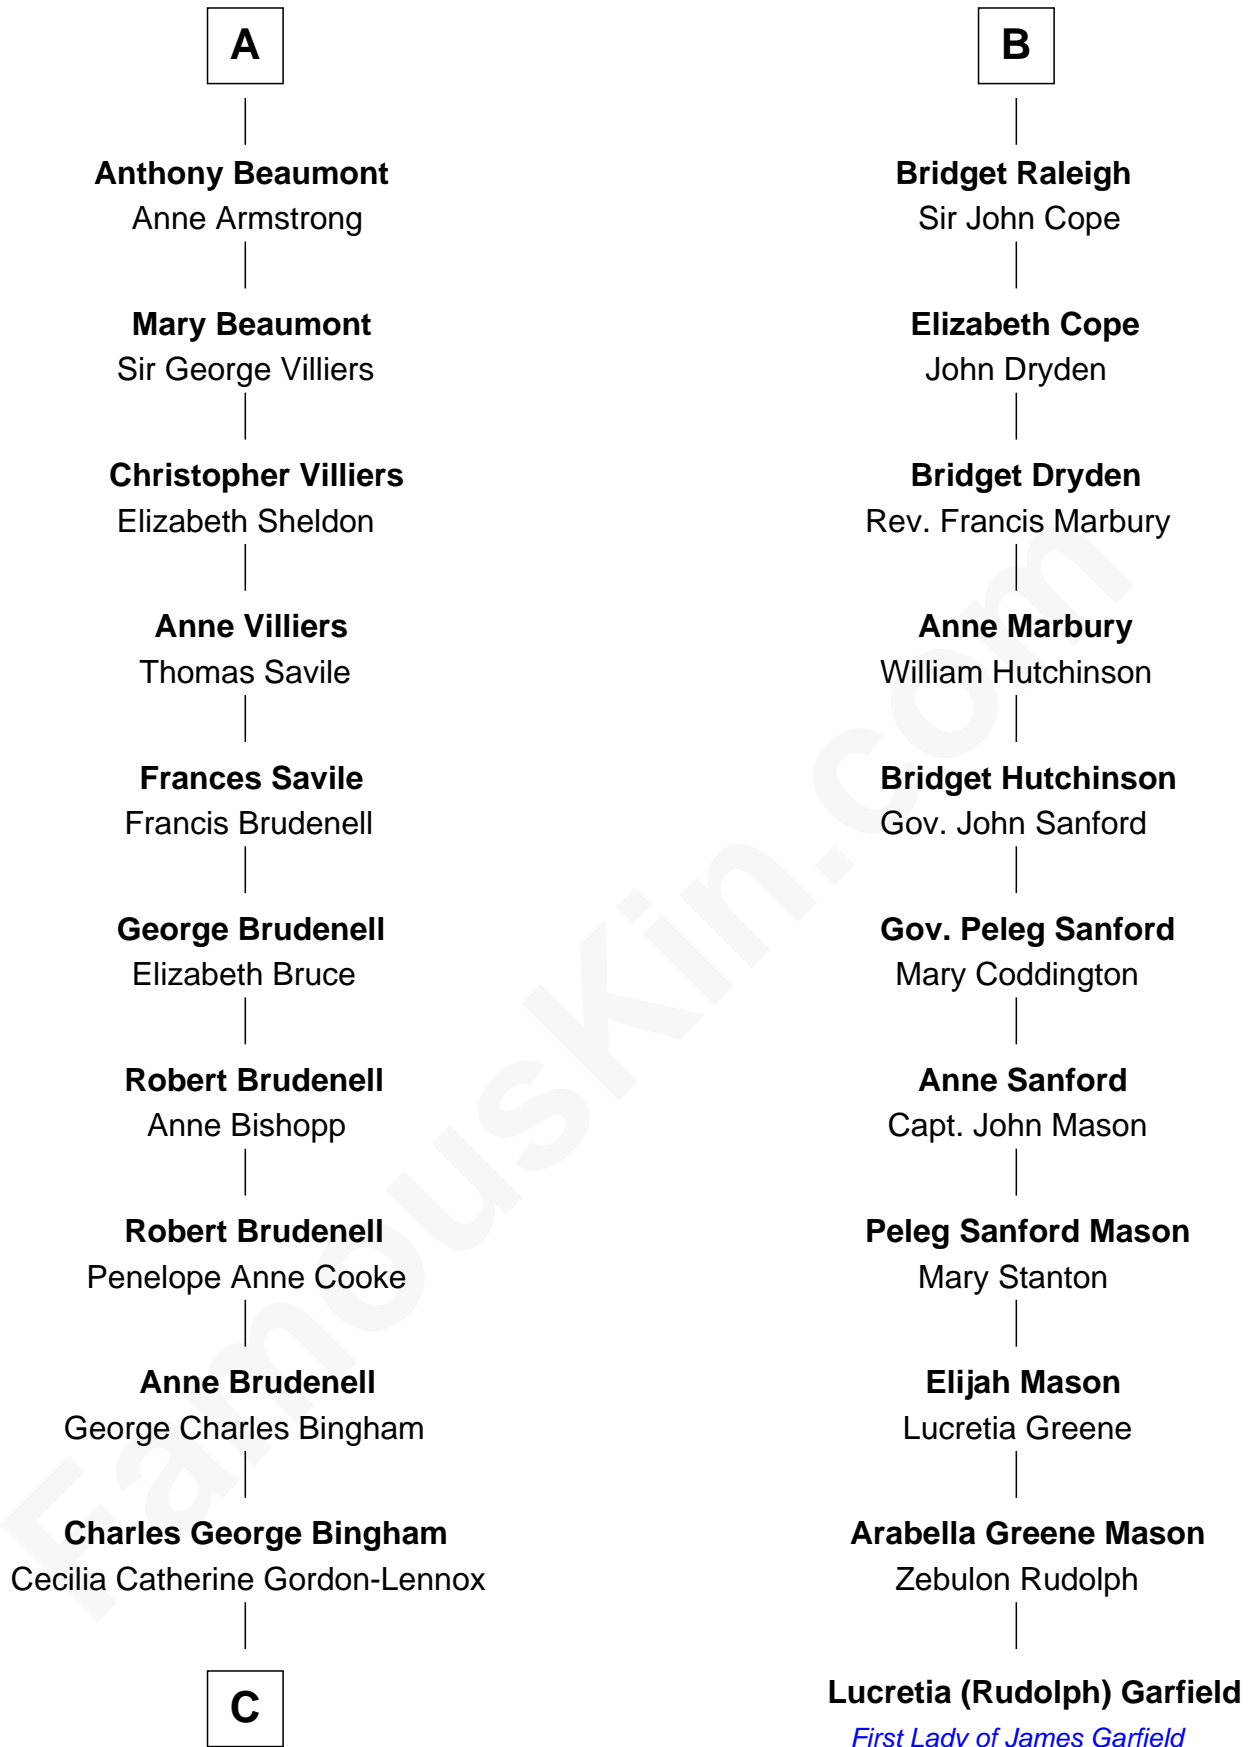 A
Anthony Beaumont
Anne Armstrong
Mary Beaumont
Sir George Villiers
Christopher Villiers
Elizabeth Sheldon
Anne Villiers
Thomas Savile
Frances Savile
Francis Brudenell
George Brudenell
Elizabeth Bruce
Robert Brudenell
Anne Bishopp
Robert Brudenell
Penelope Anne Cooke
Anne Brudenell
George Charles Bingham
Charles George Bingham
Cecilia Catherine Gordon-Lennox
C
B
Bridget Raleigh
Sir John Cope
Elizabeth Cope
John Dryden
Bridget Dryden
Rev. Francis Marbury
Anne Marbury
William Hutchinson
Bridget Hutchinson
Gov. John Sanford
Gov. Peleg Sanford
Mary Coddington
Anne Sanford
Capt. John Mason
Peleg Sanford Mason
Mary Stanton
Elijah Mason
Lucretia Greene
Arabella Greene Mason
Zebulon Rudolph
Lucretia (Rudolph) Garfield
First Lady of James Garfield
FamousKin.com